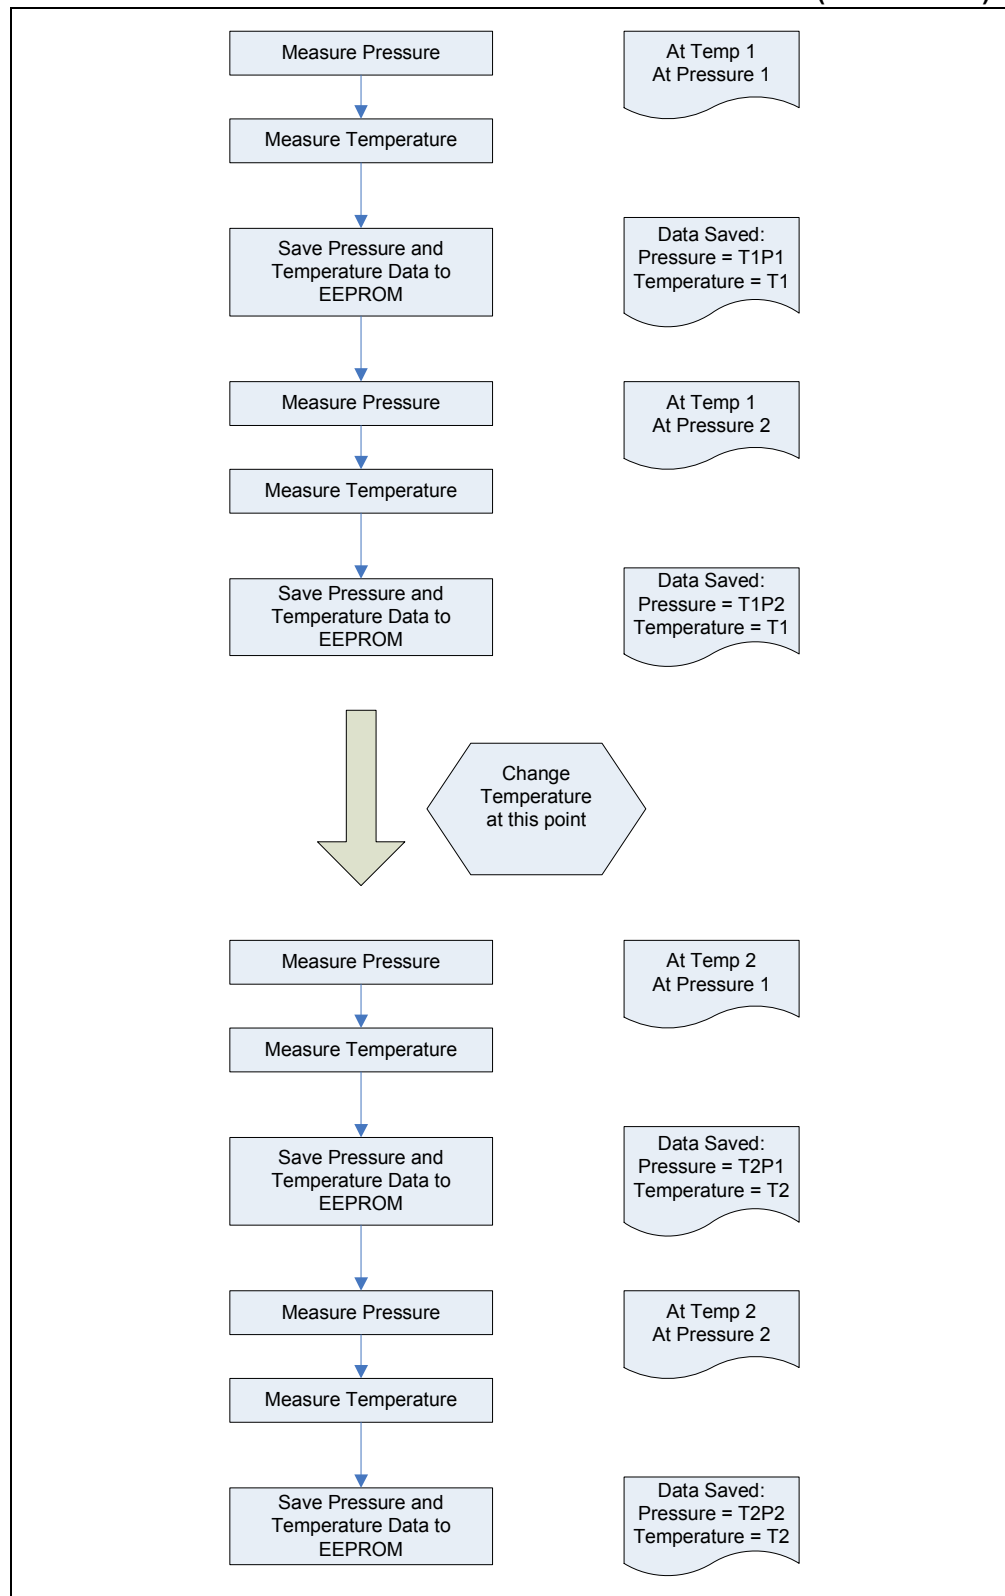 Measure Pressure
At Temp 1
At Pressure 1
Measure Temperature
Save Pressure and
Temperature Data to
EEPROM
Data Saved:
Pressure = T1P1
Temperature = T1
Measure Pressure
At Temp 1
At Pressure 2
Measure Temperature
Save Pressure and
Temperature Data to
EEPROM
Data Saved:
Pressure = T1P2
Temperature = T1
Change
Temperature
at this point
Measure Pressure
At Temp 2
At Pressure 1
Measure Temperature
Save Pressure and
Temperature Data to
EEPROM
Data Saved:
Pressure = T2P1
Temperature = T2
Measure Pressure
At Temp 2
At Pressure 2
Measure Temperature
Save Pressure and
Temperature Data to
EEPROM
Data Saved:
Pressure = T2P2
Temperature = T2